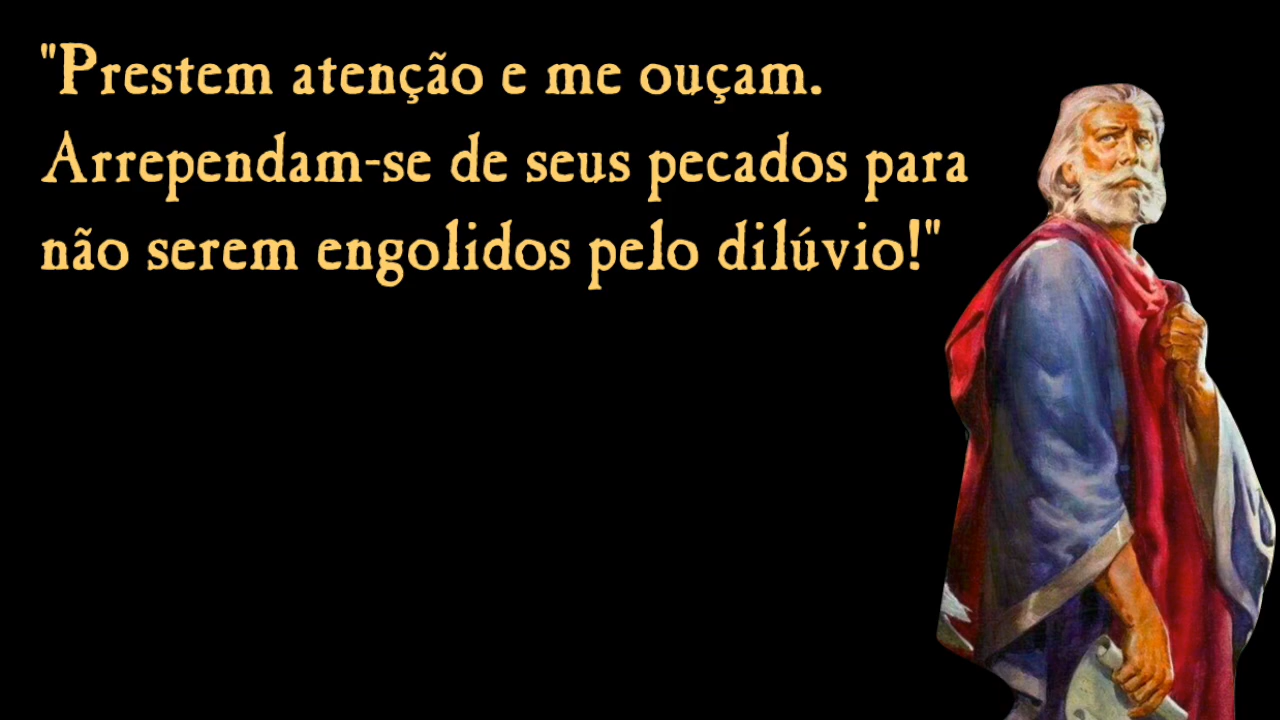 "Prestem atenção e me ouçam.
Arrependam-se de seus pecados para
não serem engolidos pelo dilúvio!"